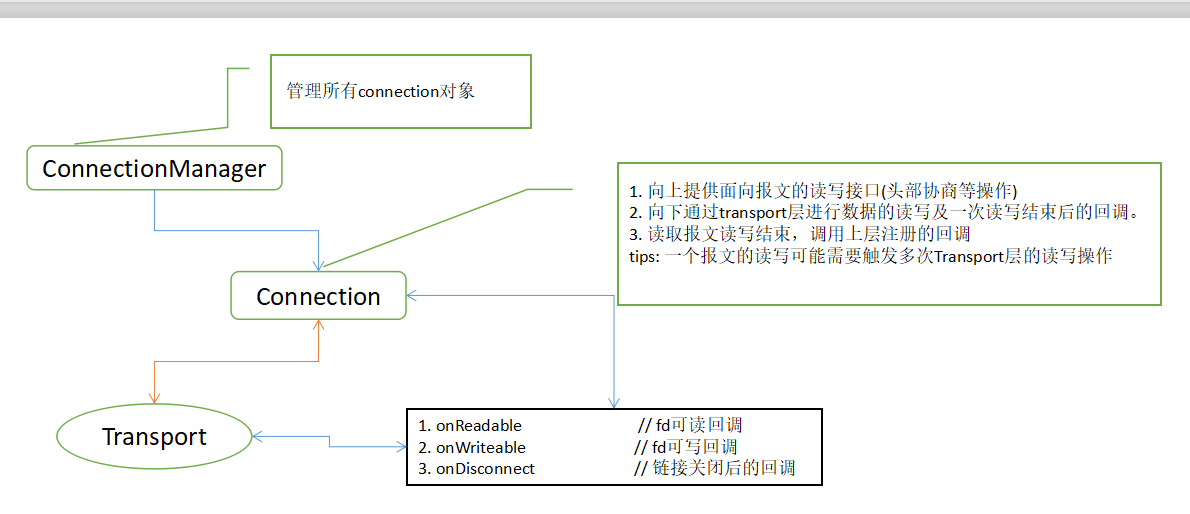 管理所有connection对象
ConnectionManager
1. 向上提供面向报文的读写接口(头部协商等操作)
2. 向下通过transport层进行数据的读写及一次读写结束后的回调。
3. 读取报文读写结束，调用上层注册的回调
tips: 一个报文的读写可能需要触发多次Transport层的读写操作
Connection
Transport
1. onReadable // fd可读回调
2. onWriteable // fd可写回调
3. onDisconnect // 链接关闭后的回调